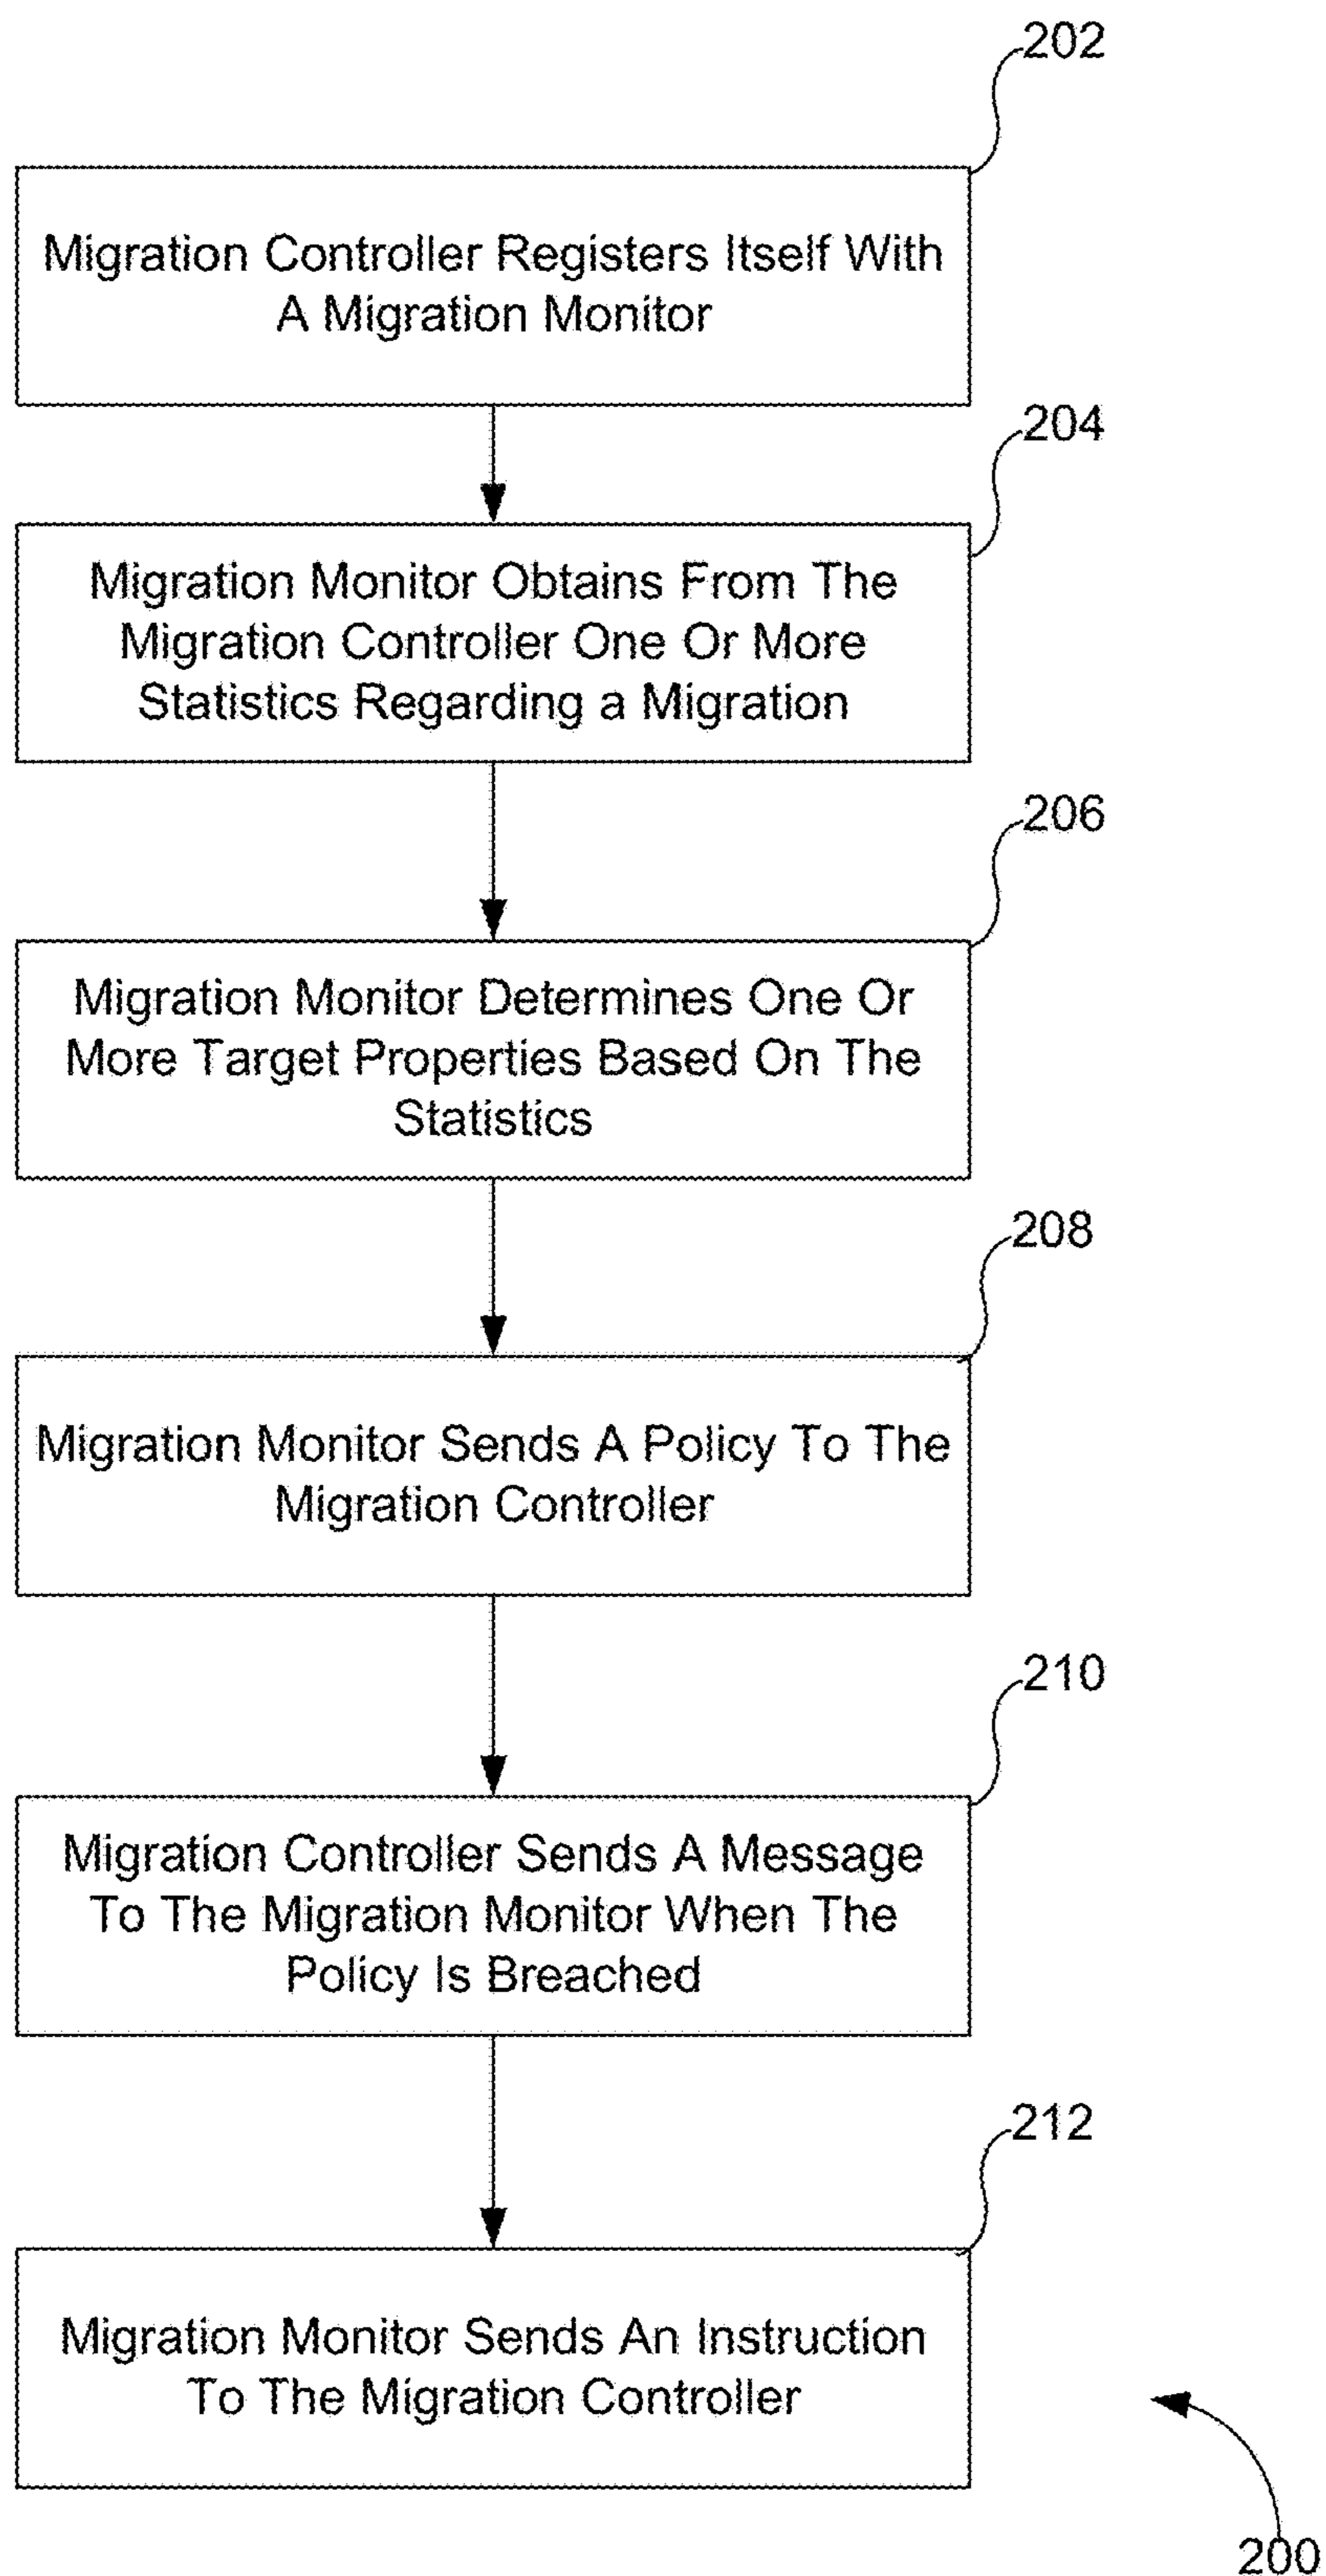 202
Migration Controller Registers Itself With
A Migration Monitor
204
Migration Monitor Obtains From The
Migration Controller One Or More
Statistics Regarding a Migration
206
Migration Monitor Determines One Or
More Target Properties Based On The
Statistics
208
Migration Monitor Sends A Policy To The
Migration Controller
210
Migration Controller Sends A Message
To The Migration Monitor When The
Policy Is Breached
212
Migration Monitor Sends An Instruction
To The Migration Controller
200